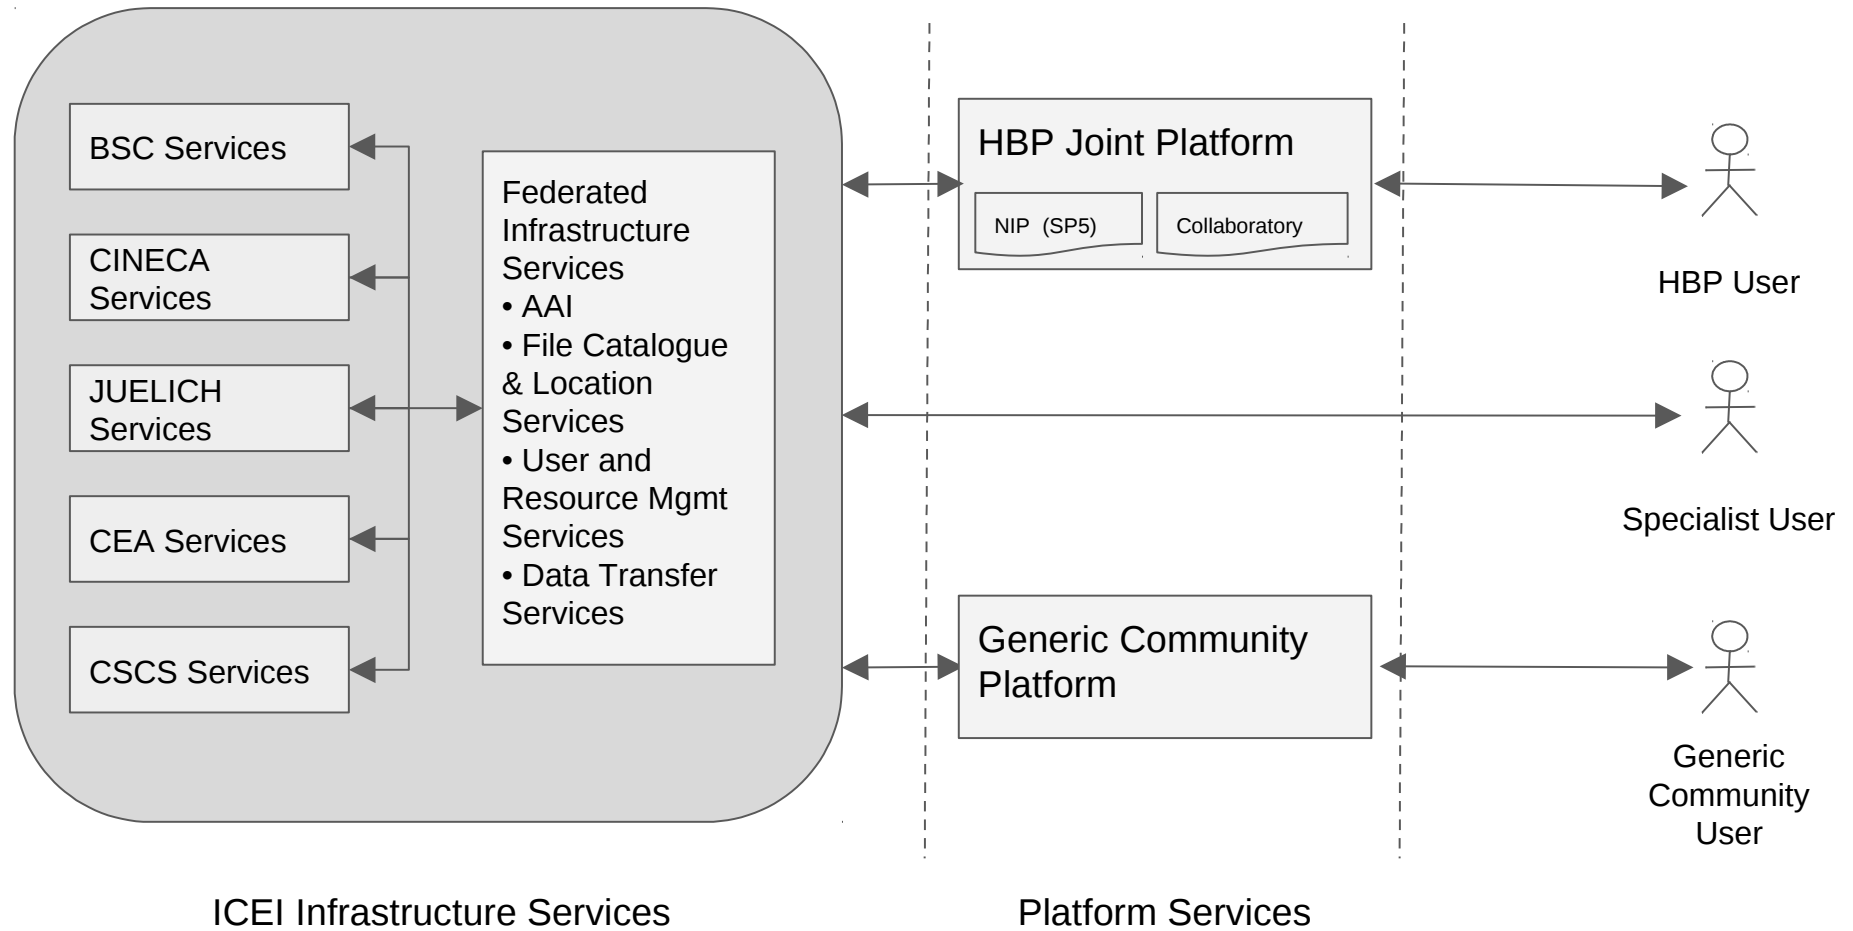 BSC Services
CINECA
Services
JUELICH
Services
CEA Services
CSCS Services
Federated
Infrastructure
Services
• AAI
• File Catalogue
& Location
Services
• User and
Resource Mgmt
Services
• Data Transfer
Services
HBP Joint Platform
NIP (SP5)
Collaboratory
Generic Community
Platform
HBP User
Specialist User
Generic
Community
User
ICEI Infrastructure Services
Platform Services